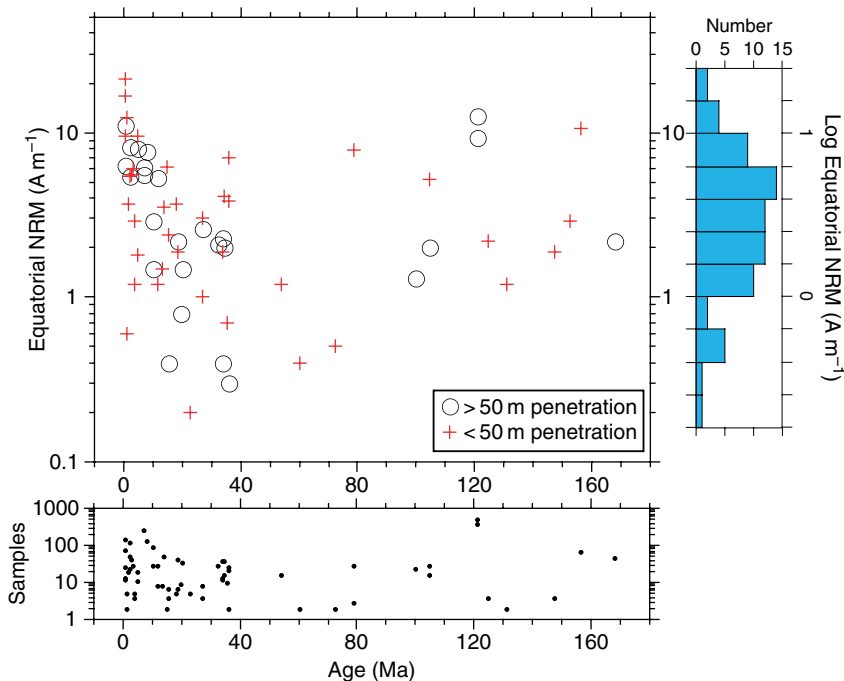 Number
0 5 10 15
10
1
0.1
Equatorial NRM (A m⁻¹)
10
1
1
0
Log Equatorial NRM (A m⁻¹)
> 50 m penetration
< 50 m penetration
0 40 80 120 160
1000
100
10
1
Samples
0 40 80 120 160
Age (Ma)